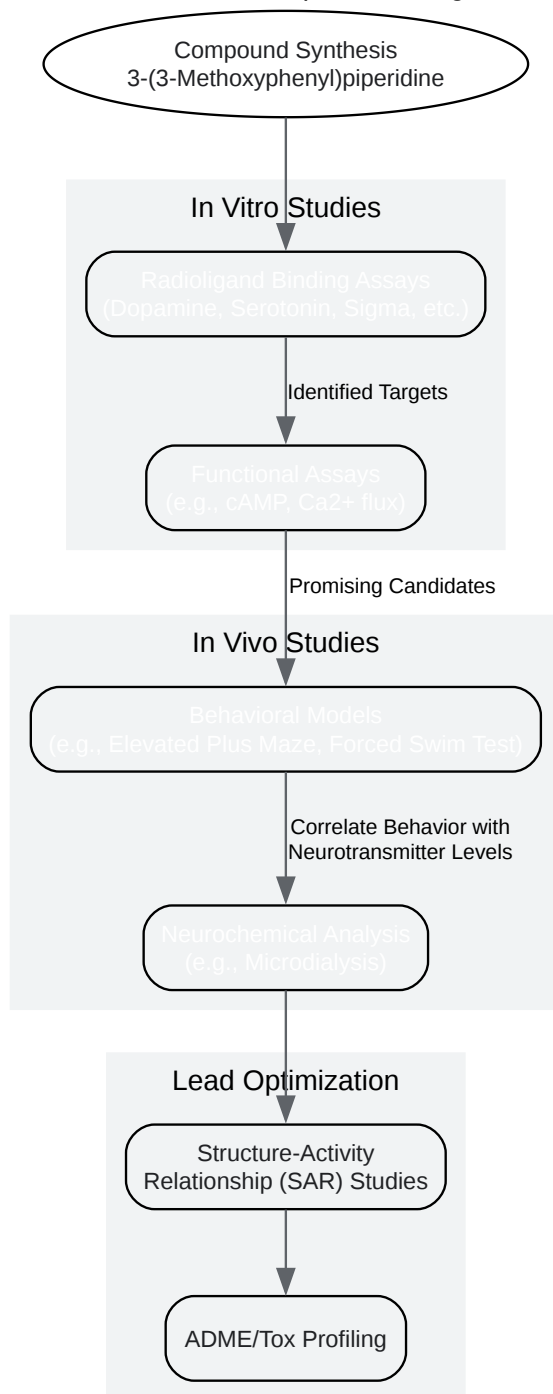 Compound Synthesis
3-(3-Methoxyphenyl)piperidine
In Vitro Studies
Radioligand Binding Assays
(Dopamine, Serotonin, Sigma, etc.)
Identified Targets
Functional Assays
(e.g., cAMP, Ca2+ flux)
Promising Candidates
In Vivo Studies
Behavioral Models
(e.g., Elevated Plus Maze, Forced Swim Test)
Correlate Behavior with
Neurotransmitter Levels
Neurochemical Analysis
(e.g., Microdialysis)
Lead Optimization
Structure-Activity
Relationship (SAR) Studies
ADME/Tox Profiling